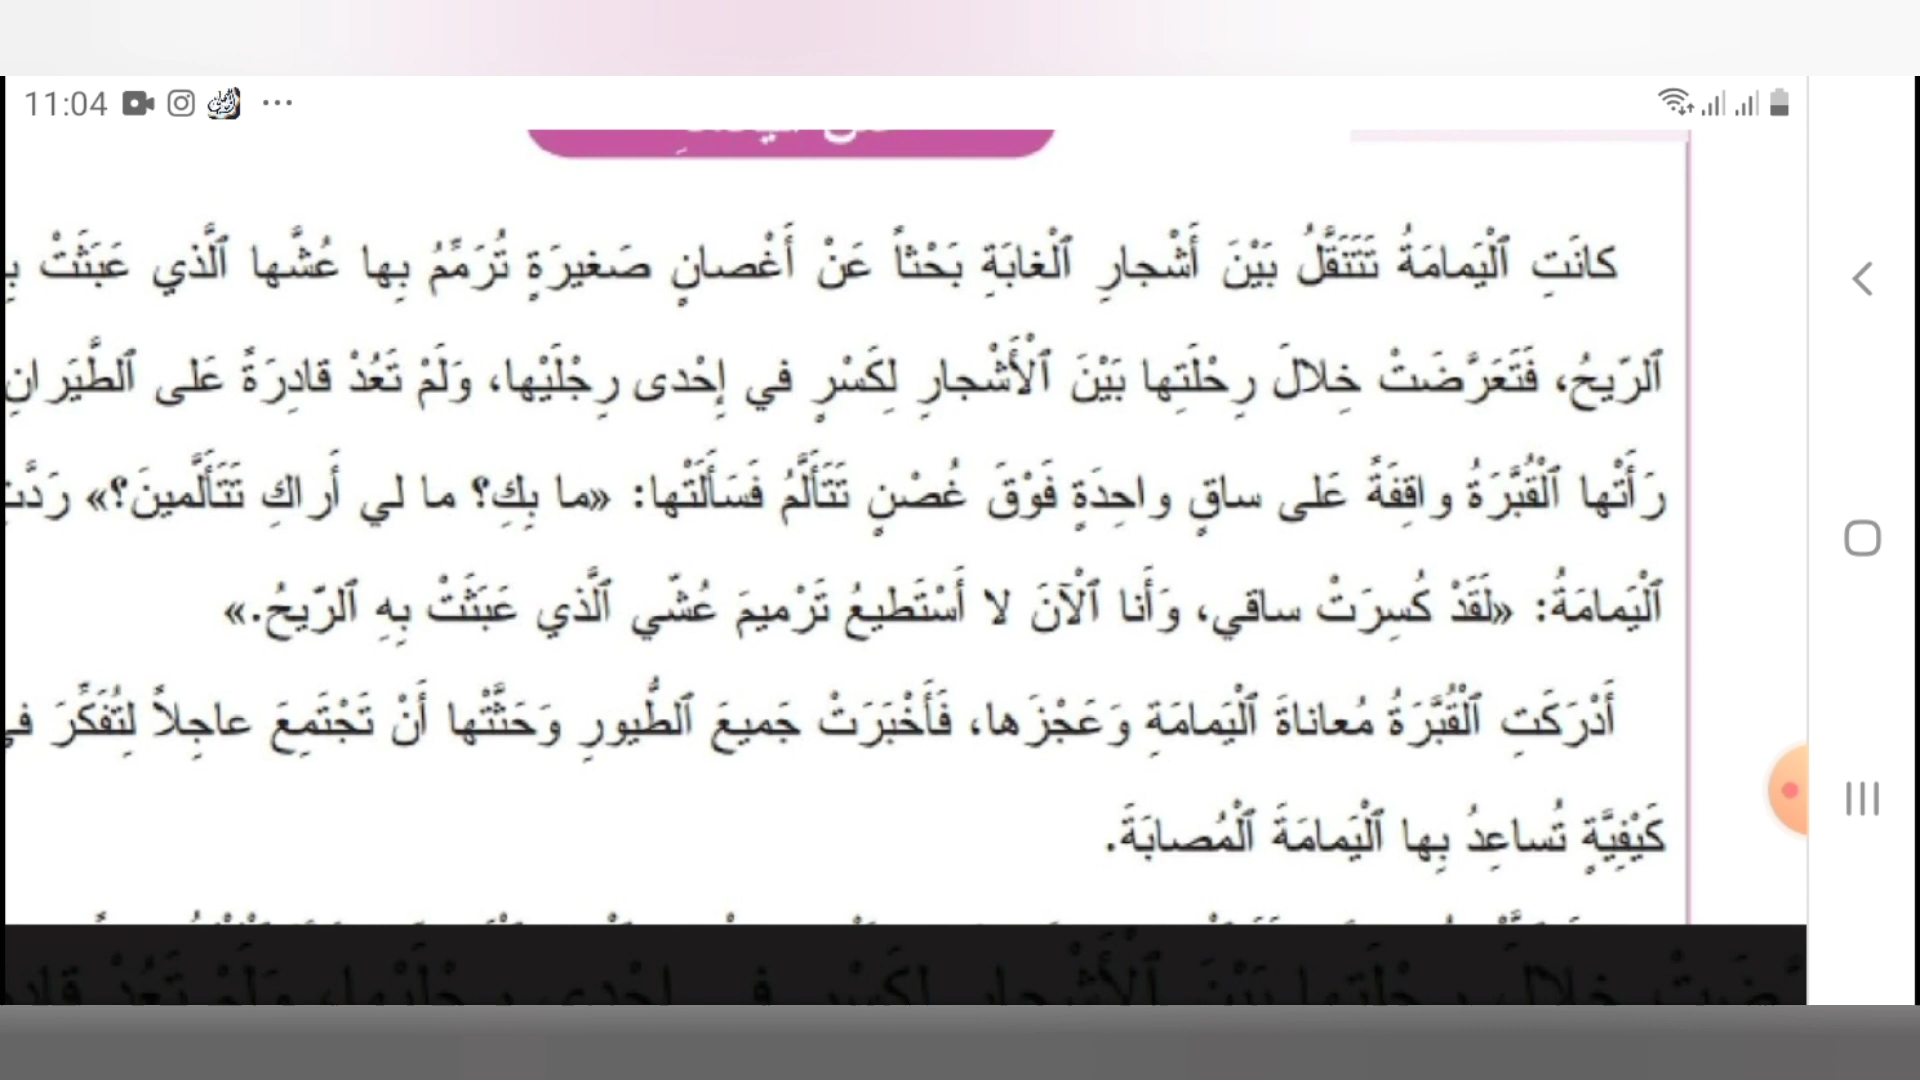 11:04
كانَتِ ٱلْيَمامَةُ تَتَنَقَّلُ بَيْنَ أَشْجارِ ٱلْغابَةِ بَحْثاً عَنْ أَغْصانٍ صَغيرَةٍ تُرَمِّمُ بِها عُشَّها ٱلَّذي عَبَثَتْ
ٱلرّيحُ، فَتَعَرَّضَتْ خِلالَ رِحْلَتِها بَيْنَ ٱلْأَشْجارِ لِكَسْرٍ في إِحْدى رِجْلَيْها، وَلَمْ تَعُدْ قادِرَةً عَلى ٱلطَّيَرانِ
رَأَتْها ٱلْقُبَّرَةُ واقِفَةً عَلى ساقٍ واحِدَةٍ فَوْقَ غُصْنٍ تَتَأَلَّمُ فَسَأَلَتْها: «ما بِكِ؟ ما لي أَراكِ تَتَأَلَّمينَ؟»
ٱلْيَمامَةُ: «لَقَدْ كُسِرَتْ ساقي، وَأَنا ٱلْآنَ لا أَسْتَطيعُ تَرْميمَ عُشّي ٱلَّذي عَبَثَتْ بِهِ ٱلرّيحُ.»
أَدْرَكَتِ ٱلْقُبَّرَةُ مُعاناةَ ٱلْيَمامَةِ وَعَجْزَها، فَأَخْبَرَتْ جَميعَ ٱلطُّيورِ وَحَثَّتْها أَنْ تَجْتَمِعَ عاجِلاً لِتُفَكِّرَ في
كَيْفِيَّةٍ تُساعِدُ بِها ٱلْيَمامَةَ ٱلْمُصابَةَ.